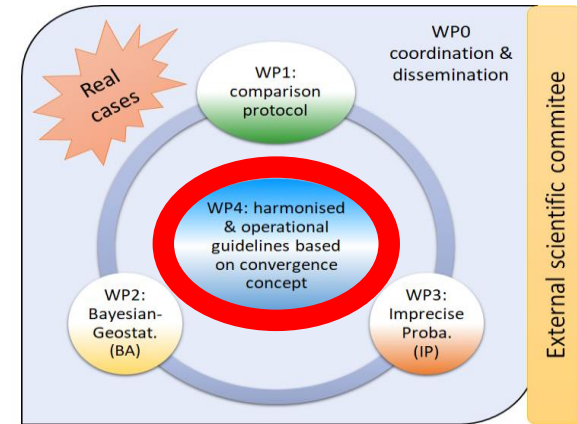 Real
cases
WP1:
comparison
protocol
WP0
coordination &
dissemination
WP4: harmonised
& operational
guidelines based
on convergence
concept
WP2:
Bayesian-
Geostat.
(BA)
WP3:
Imprecise
Proba.
(IP)
External scientific commitee